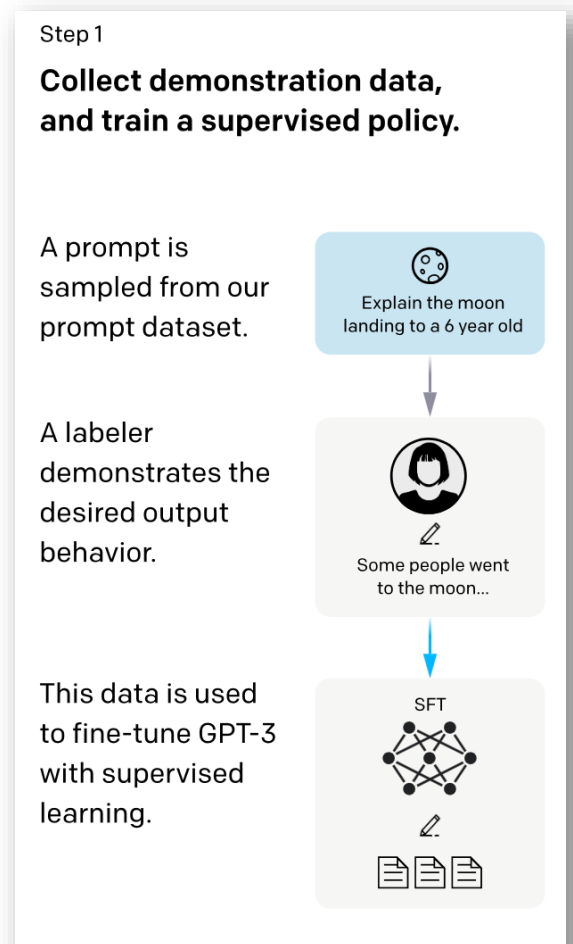 Step 1
Collect demonstration data,
and train a supervised policy.
A prompt is
sampled from our
prompt dataset.
Explain the moon
landing to a 6 year old
A labeler
demonstrates the
desired output
behavior.
Some people went
to the moon...
This data is used
to fine-tune GPT-3
with supervised
learning.
SFT